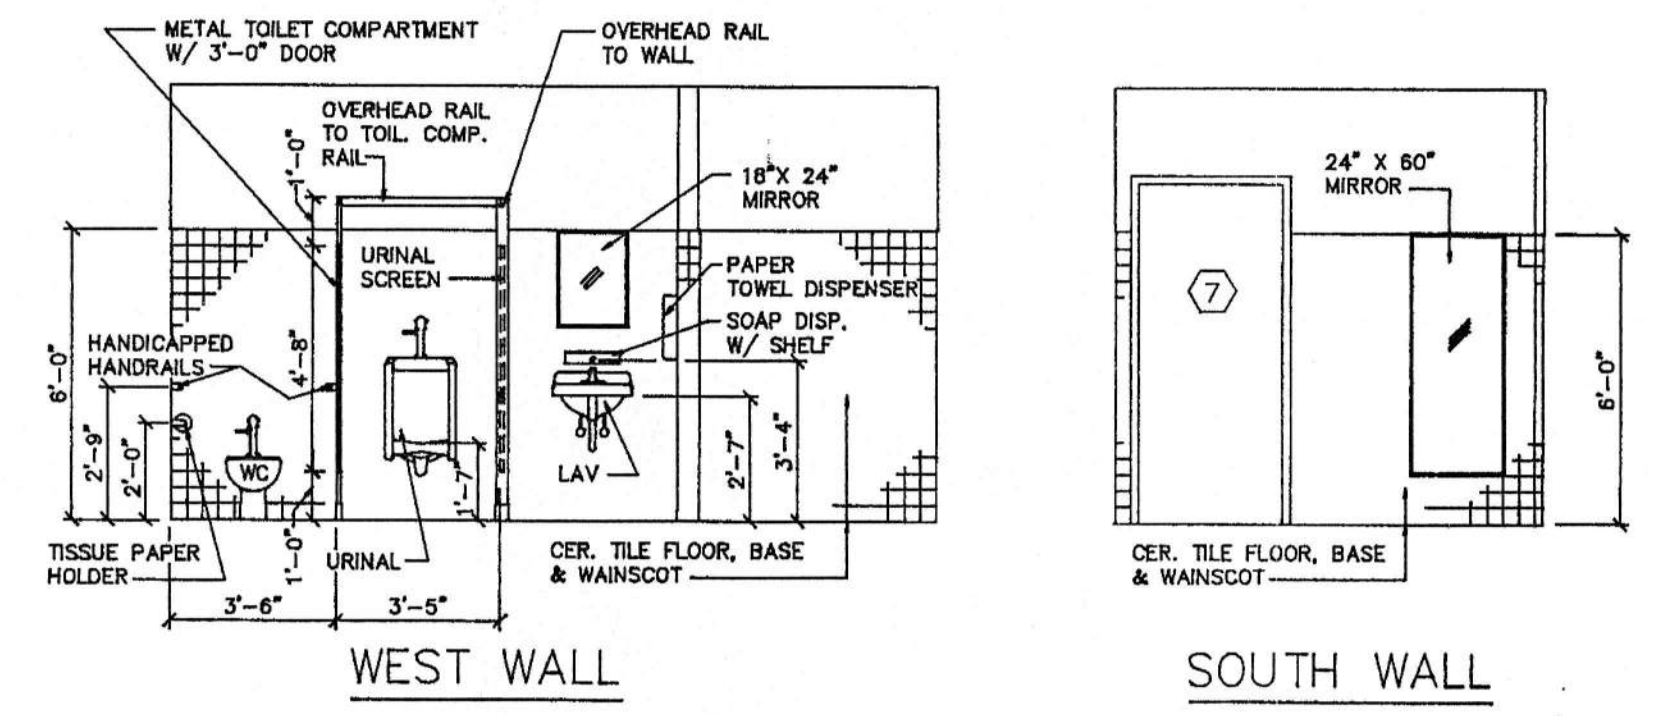 METAL TOILET COMPARTMENT
W/ 3'-0" DOOR
OVERHEAD RAIL
TO WALL
OVERHEAD RAIL
TO TOIL. COMP.
RAIL
1'-0"
18"X 24"
MIRROR
URINAL
SCREEN
PAPER
TOWEL DISPENSER
SOAP DISP.
W/ SHELF
HANDICAPPED
HANDRAILS
6'-0"
4'-8"
2'-9"
2'-0"
WC
1'-7"
LAV
2'-7"
3'-4"
TISSUE PAPER
HOLDER
1'-0"
URINAL
CER. TILE FLOOR, BASE
& WAINSCOT
3'-6"
3'-5"
WEST WALL
24" X 60"
MIRROR
7
6'-0"
CER. TILE FLOOR, BASE
& WAINSCOT
SOUTH WALL